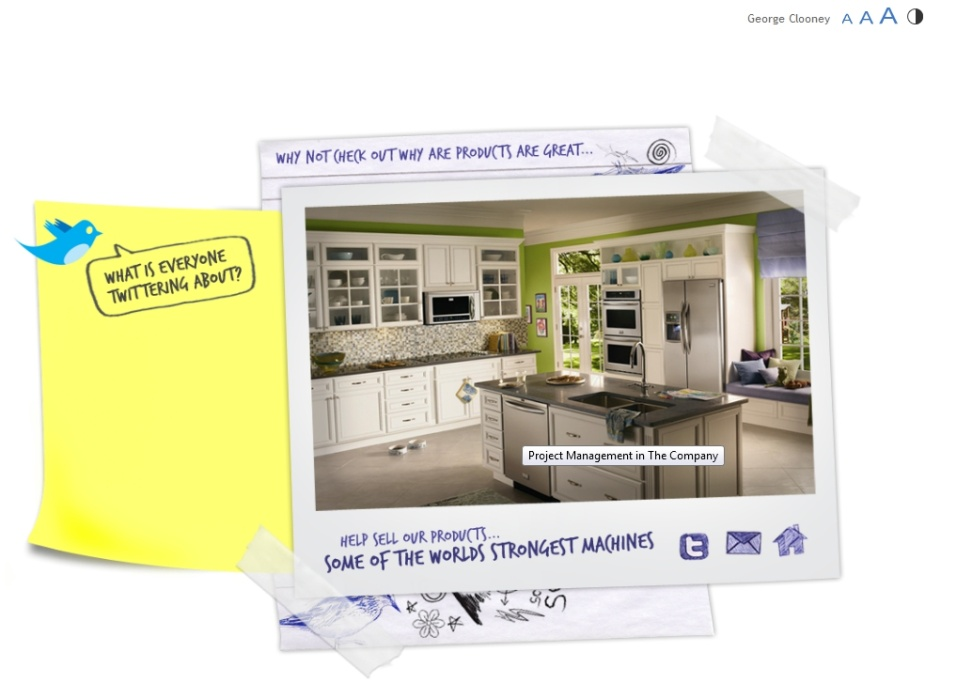 George Clooney A A A
WHY NOT CHECK OUT WHY ARE PRODUCTS ARE GREAT...
WHAT IS EVERYONE
TWITTERING ABOUT?
Project Management in The Company
HELP SELL OUR PRODUCTS...
SOME OF THE WORLDS STRONGEST MACHINES
t